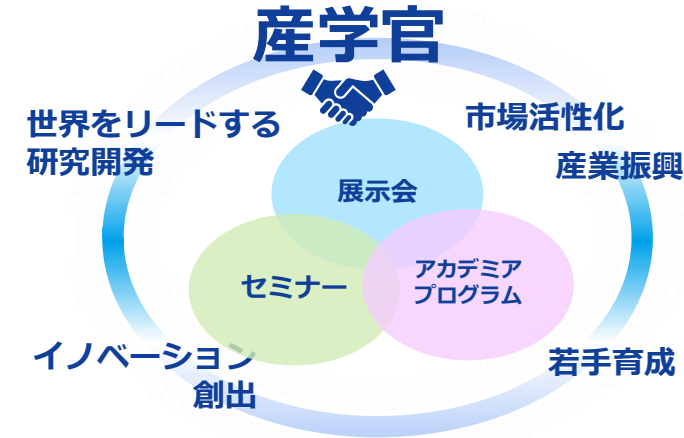 産学官
世界をリードする
研究開発
市場活性化
産業振興
展示会
セミナー
アカデミア
プログラム
イノベーション
創出
若手育成